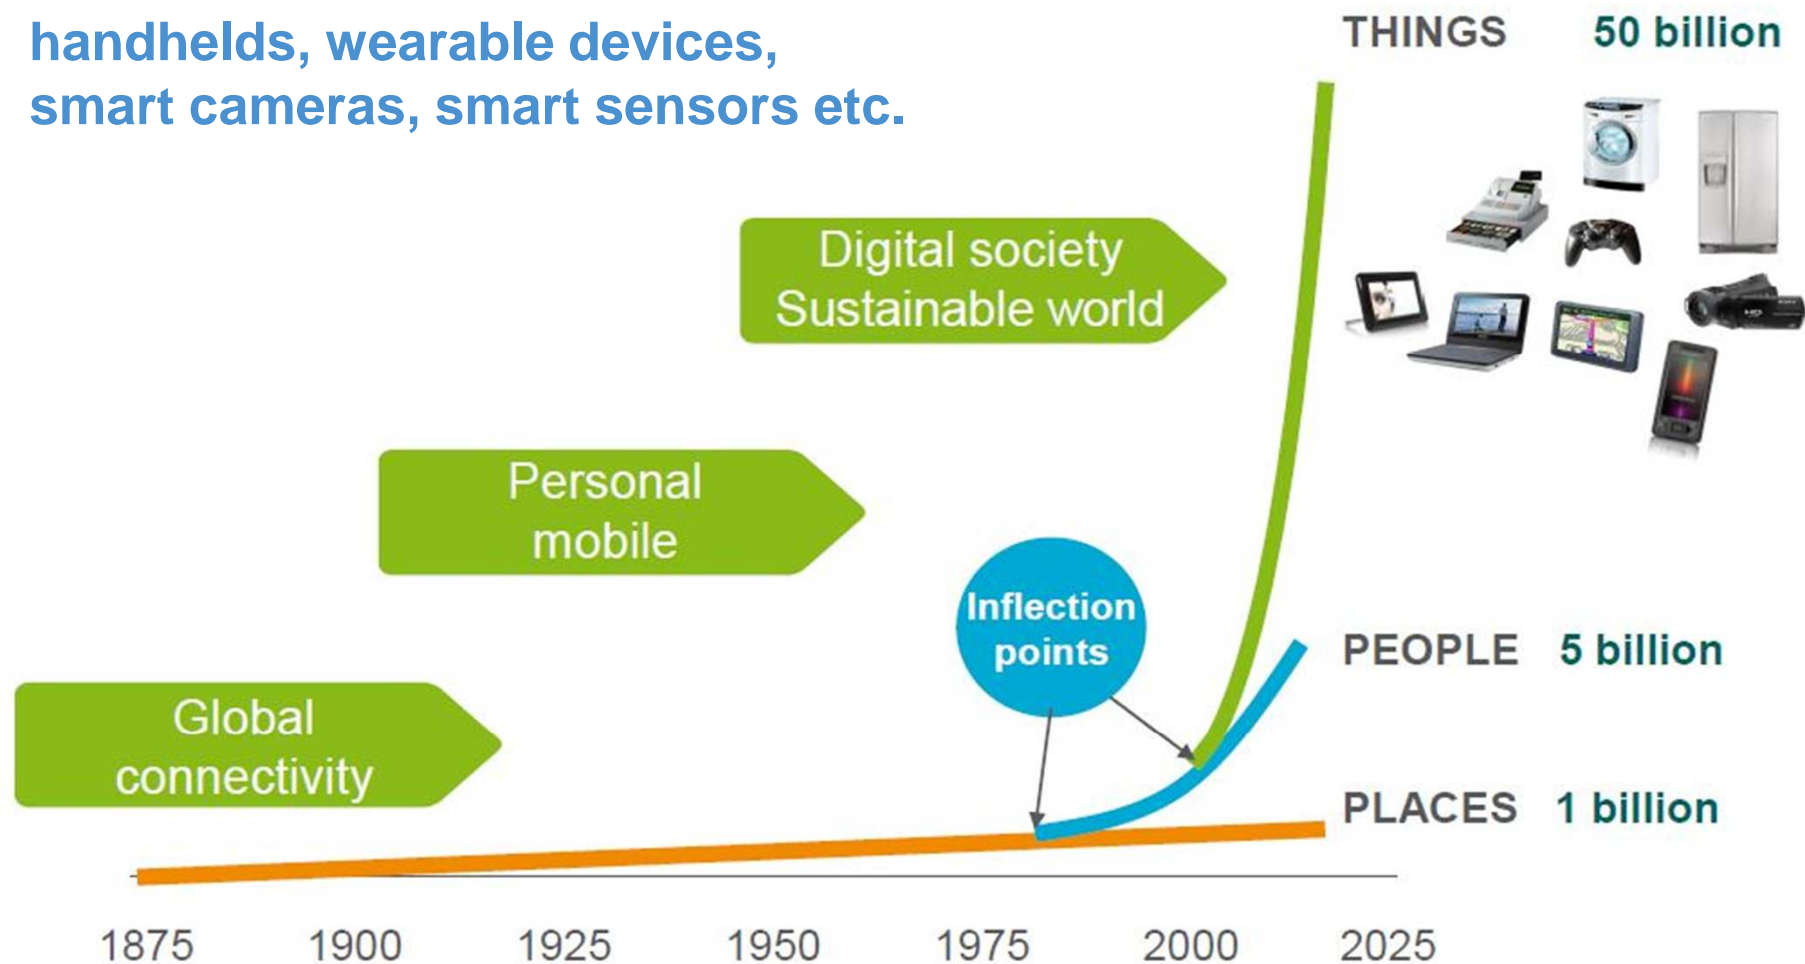 handhelds, wearable devices,
smart cameras, smart sensors etc.
THINGS 50 billion
Digital society
Sustainable world
Personal
mobile
Inflection
points
PEOPLE 5 billion
Global
connectivity
PLACES 1 billion
1875 1900 1925 1950 1975 2000 2025